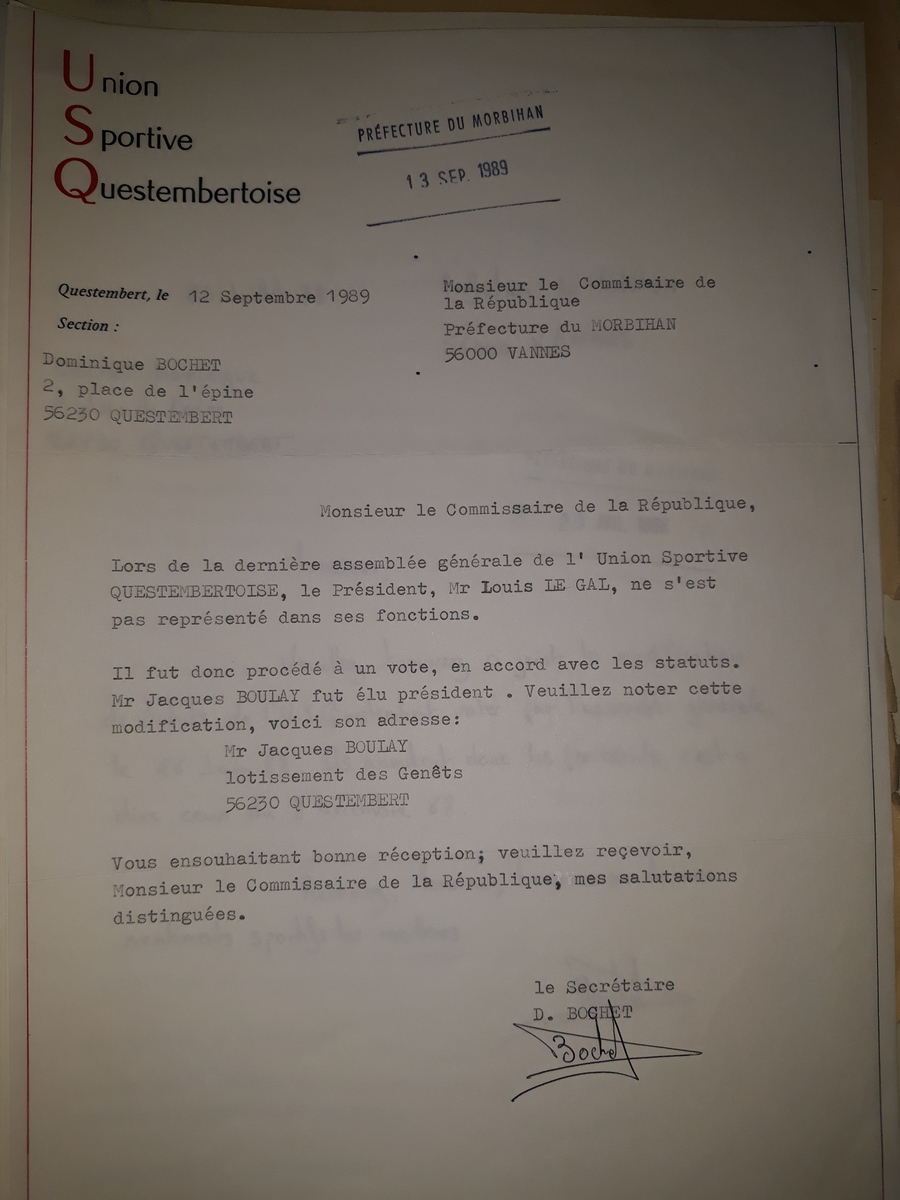 Union
Sportive
Questembertoise
PRÉFECTURE DU MORBIHAN
13 SEP. 1989
Questembert, le 12 Septembre 1989
Section :
Dominique BOCHET
2, place de l'épine
56230 QUESTEMBERT
Monsieur le Commisaire de
la République
Préfecture du MORBIHAN
56000 VANNES
Monsieur le Commissaire de la République,
Lors de la dernière assemblée générale de l' Union Sportive
QUESTEMBERTOISE, le Président, Mr Louis LE GAL, ne s'est
pas représenté dans ses fonctions.
Il fut donc procédé à un vote, en accord avec les statuts.
Mr Jacques BOULAY fut élu président . Veuillez noter cette
modification, voici son adresse:
Mr Jacques BOULAY
lotissement des Genêts
56230 QUESTEMBERT
Vous ensouhaitant bonne réception; veuillez reçevoir,
Monsieur le Commissaire de la République, mes salutations
distinguées.
le Secrétaire
D. BOCHET
Bochet